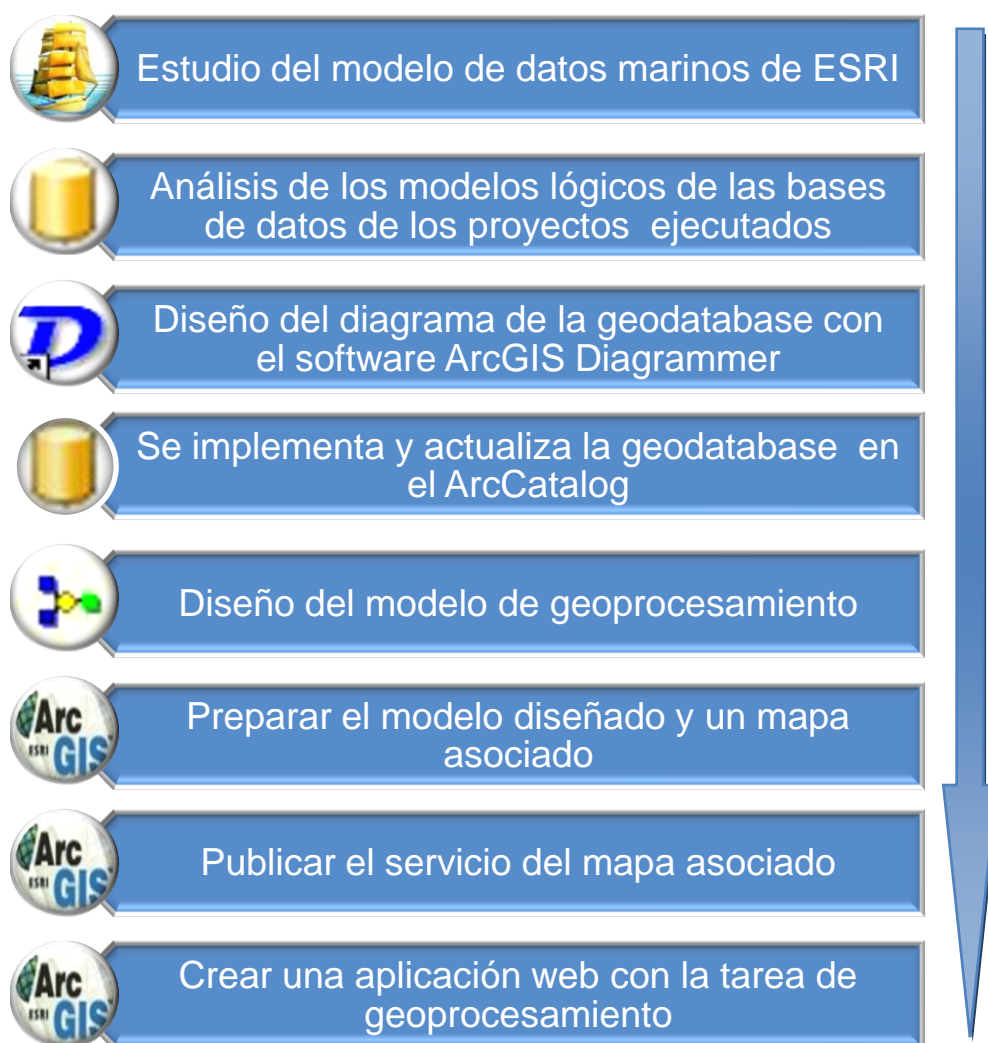 Estudio del modelo de datos marinos de ESRI
Análisis de los modelos lógicos de las bases
de datos de los proyectos ejecutados
D
Diseño del diagrama de la geodatabase con
el software ArcGIS Diagrammer
Se implementa y actualiza la geodatabase en
el ArcCatalog
Diseño del modelo de geoprocesamiento
Arc
ESRI GIS
Preparar el modelo diseñado y un mapa
asociado
Arc
ESRI GIS
Publicar el servicio del mapa asociado
Arc
ESRI GIS
Crear una aplicación web con la tarea de
geoprocesamiento